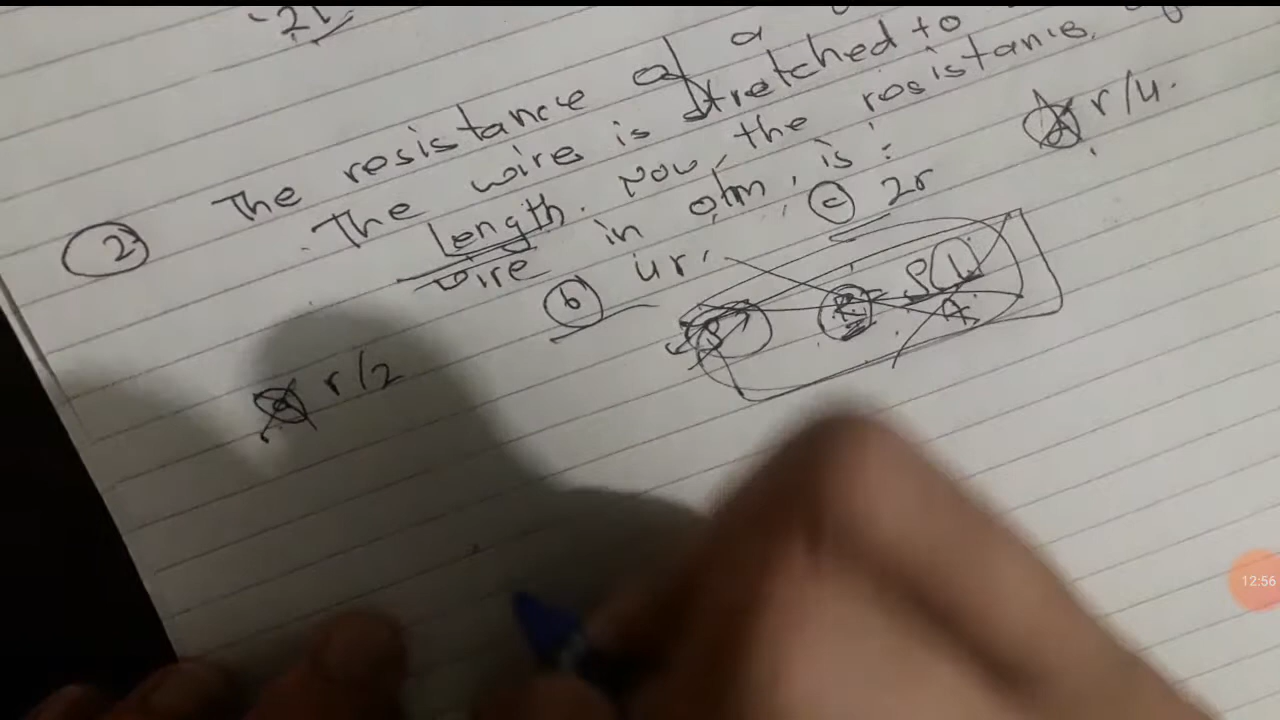 -21
② The resistance of a
The wire is stretched to
length. Now, the resistance of
wire in ohm, is:
ⓐ r/2 ⓑ 4r. ⓒ 2r ⓓ r/4.
R = ρ(L)
A
12:56